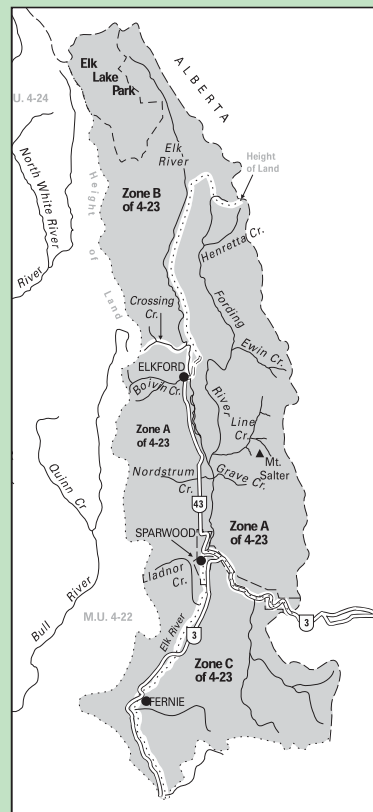 Elk
Lake
Park
ALBERTA
U. 4-24
North White River
River
Height of Land
Elk
River
Height
of Land
Zone B
of 4-23
Henretta Cr.
Crossing
Cr.
Fording
River
Ewin Cr.
ELKFORD
Boivin Cr.
Zone A
of 4-23
Line
Cr.
Mt.
Salter
Quinn Cr
Nordstrum
Cr.
Grave Cr.
43
Zone A
of 4-23
SPARWOOD
Lladnor
Cr.
Bull River
M.U. 4-22
Elk River
3
3
Zone C
of 4-23
FERNIE